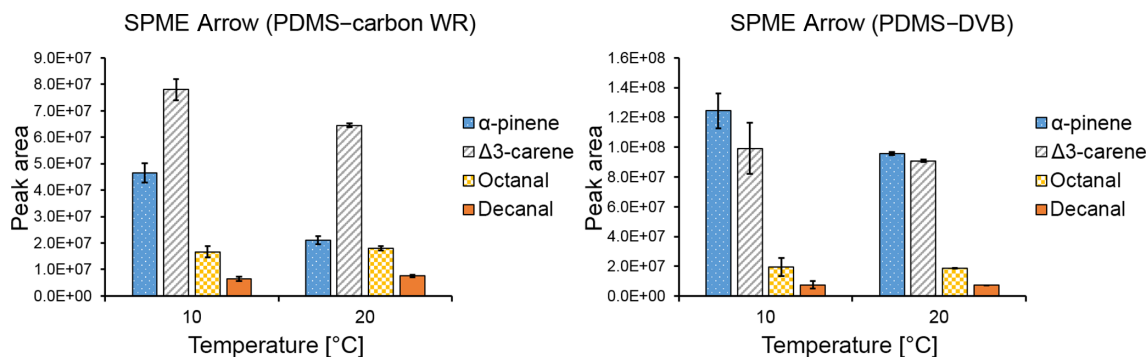 SPME Arrow (PDMS−carbon WR)
Peak area
9.0E+07
8.0E+07
7.0E+07
6.0E+07
5.0E+07
4.0E+07
3.0E+07
2.0E+07
1.0E+07
0.0E+00
10
20
Temperature [°C]
α-pinene
Δ3-carene
Octanal
Decanal
SPME Arrow (PDMS−DVB)
Peak area
1.6E+08
1.4E+08
1.2E+08
1.0E+08
8.0E+07
6.0E+07
4.0E+07
2.0E+07
0.0E+00
10
20
Temperature [°C]
α-pinene
Δ3-carene
Octanal
Decanal